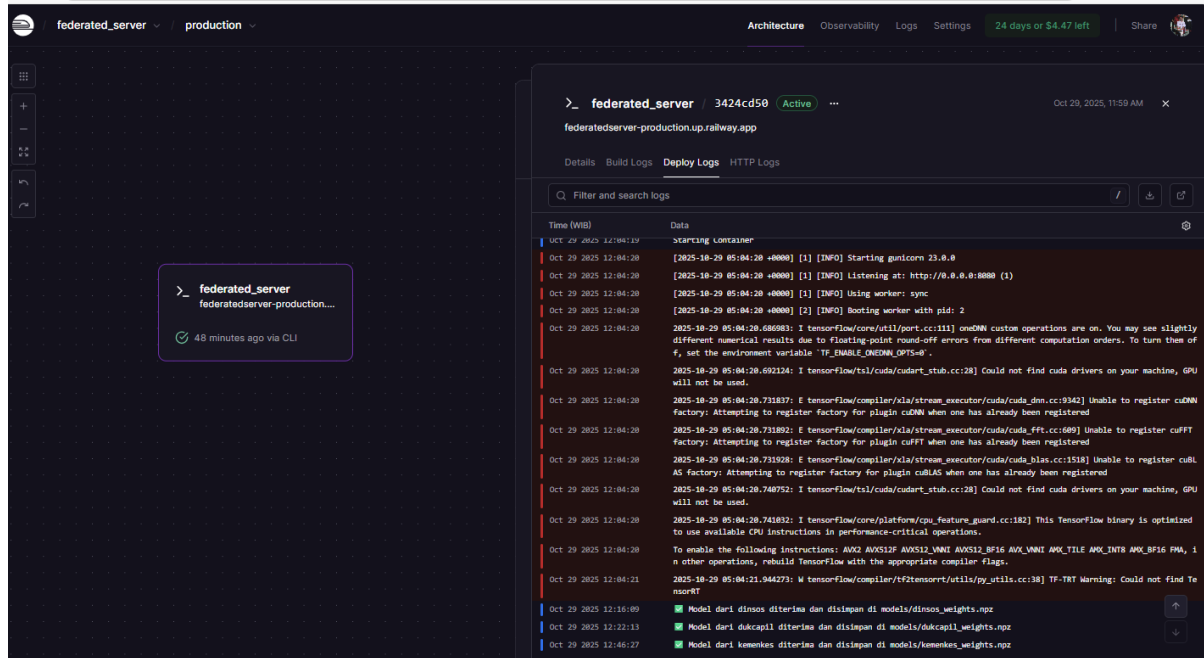 federated_server / production
Architecture Observability Logs Settings 24 days or $4.47 left Share
federated_server / 3424cd50 Active ... Oct 29, 2025, 11:59 AM
federatedserver-production.up.railway.app
Details Build Logs Deploy Logs HTTP Logs
Filter and search logs /
Time (WIB) Data
Oct 29 2025 12:04:19 Starting Container
Oct 29 2025 12:04:20 [2025-10-29 05:04:20 +0000] [1] [INFO] Starting gunicorn 23.0.0
Oct 29 2025 12:04:20 [2025-10-29 05:04:20 +0000] [1] [INFO] Listening at: http://0.0.0.0:8080 (1)
Oct 29 2025 12:04:20 [2025-10-29 05:04:20 +0000] [1] [INFO] Using worker: sync
Oct 29 2025 12:04:20 [2025-10-29 05:04:20 +0000] [2] [INFO] Booting worker with pid: 2
Oct 29 2025 12:04:20 2025-10-29 05:04:20.686983: I tensorflow/core/util/port.cc:111] oneDNN custom operations are on. You may see slightly
different numerical results due to floating-point round-off errors from different computation orders. To turn them of
f, set the environment variable `TF_ENABLE_ONEDNN_OPTS=0`.
Oct 29 2025 12:04:20 2025-10-29 05:04:20.692124: I tensorflow/tsl/cuda/cudart_stub.cc:28] Could not find cuda drivers on your machine, GPU
will not be used.
Oct 29 2025 12:04:20 2025-10-29 05:04:20.731837: E tensorflow/compiler/xla/stream_executor/cuda/cuda_dnn.cc:9342] Unable to register cuDNN
factory: Attempting to register factory for plugin cuDNN when one has already been registered
Oct 29 2025 12:04:20 2025-10-29 05:04:20.731892: E tensorflow/compiler/xla/stream_executor/cuda/cuda_fft.cc:609] Unable to register cuFFT
factory: Attempting to register factory for plugin cuFFT when one has already been registered
Oct 29 2025 12:04:20 2025-10-29 05:04:20.731928: E tensorflow/compiler/xla/stream_executor/cuda/cuda_blas.cc:1518] Unable to register cuBL
AS factory: Attempting to register factory for plugin cuBLAS when one has already been registered
Oct 29 2025 12:04:20 2025-10-29 05:04:20.740752: I tensorflow/tsl/cuda/cudart_stub.cc:28] Could not find cuda drivers on your machine, GPU
will not be used.
Oct 29 2025 12:04:20 2025-10-29 05:04:20.741032: I tensorflow/core/platform/cpu_feature_guard.cc:182] This TensorFlow binary is optimized
to use available CPU instructions in performance-critical operations.
Oct 29 2025 12:04:20 To enable the following instructions: AVX2 AVX512F AVX512_VNNI AVX512_BF16 AVX_VNNI AMX_TILE AMX_INT8 AMX_BF16 FMA, i
n other operations, rebuild TensorFlow with the appropriate compiler flags.
Oct 29 2025 12:04:21 2025-10-29 05:04:21.944273: W tensorflow/compiler/tf2tensorrt/utils/py_utils.cc:38] TF-TRT Warning: Could not find Te
nsorRT
Oct 29 2025 12:16:09 ✅ Model dari dinsos diterima dan disimpan di models/dinsos_weights.npz
Oct 29 2025 12:22:13 ✅ Model dari dukcapil diterima dan disimpan di models/dukcapil_weights.npz
Oct 29 2025 12:46:27 ✅ Model dari kemenkes diterima dan disimpan di models/kemenkes_weights.npz
federated_server
federatedserver-production....
48 minutes ago via CLI